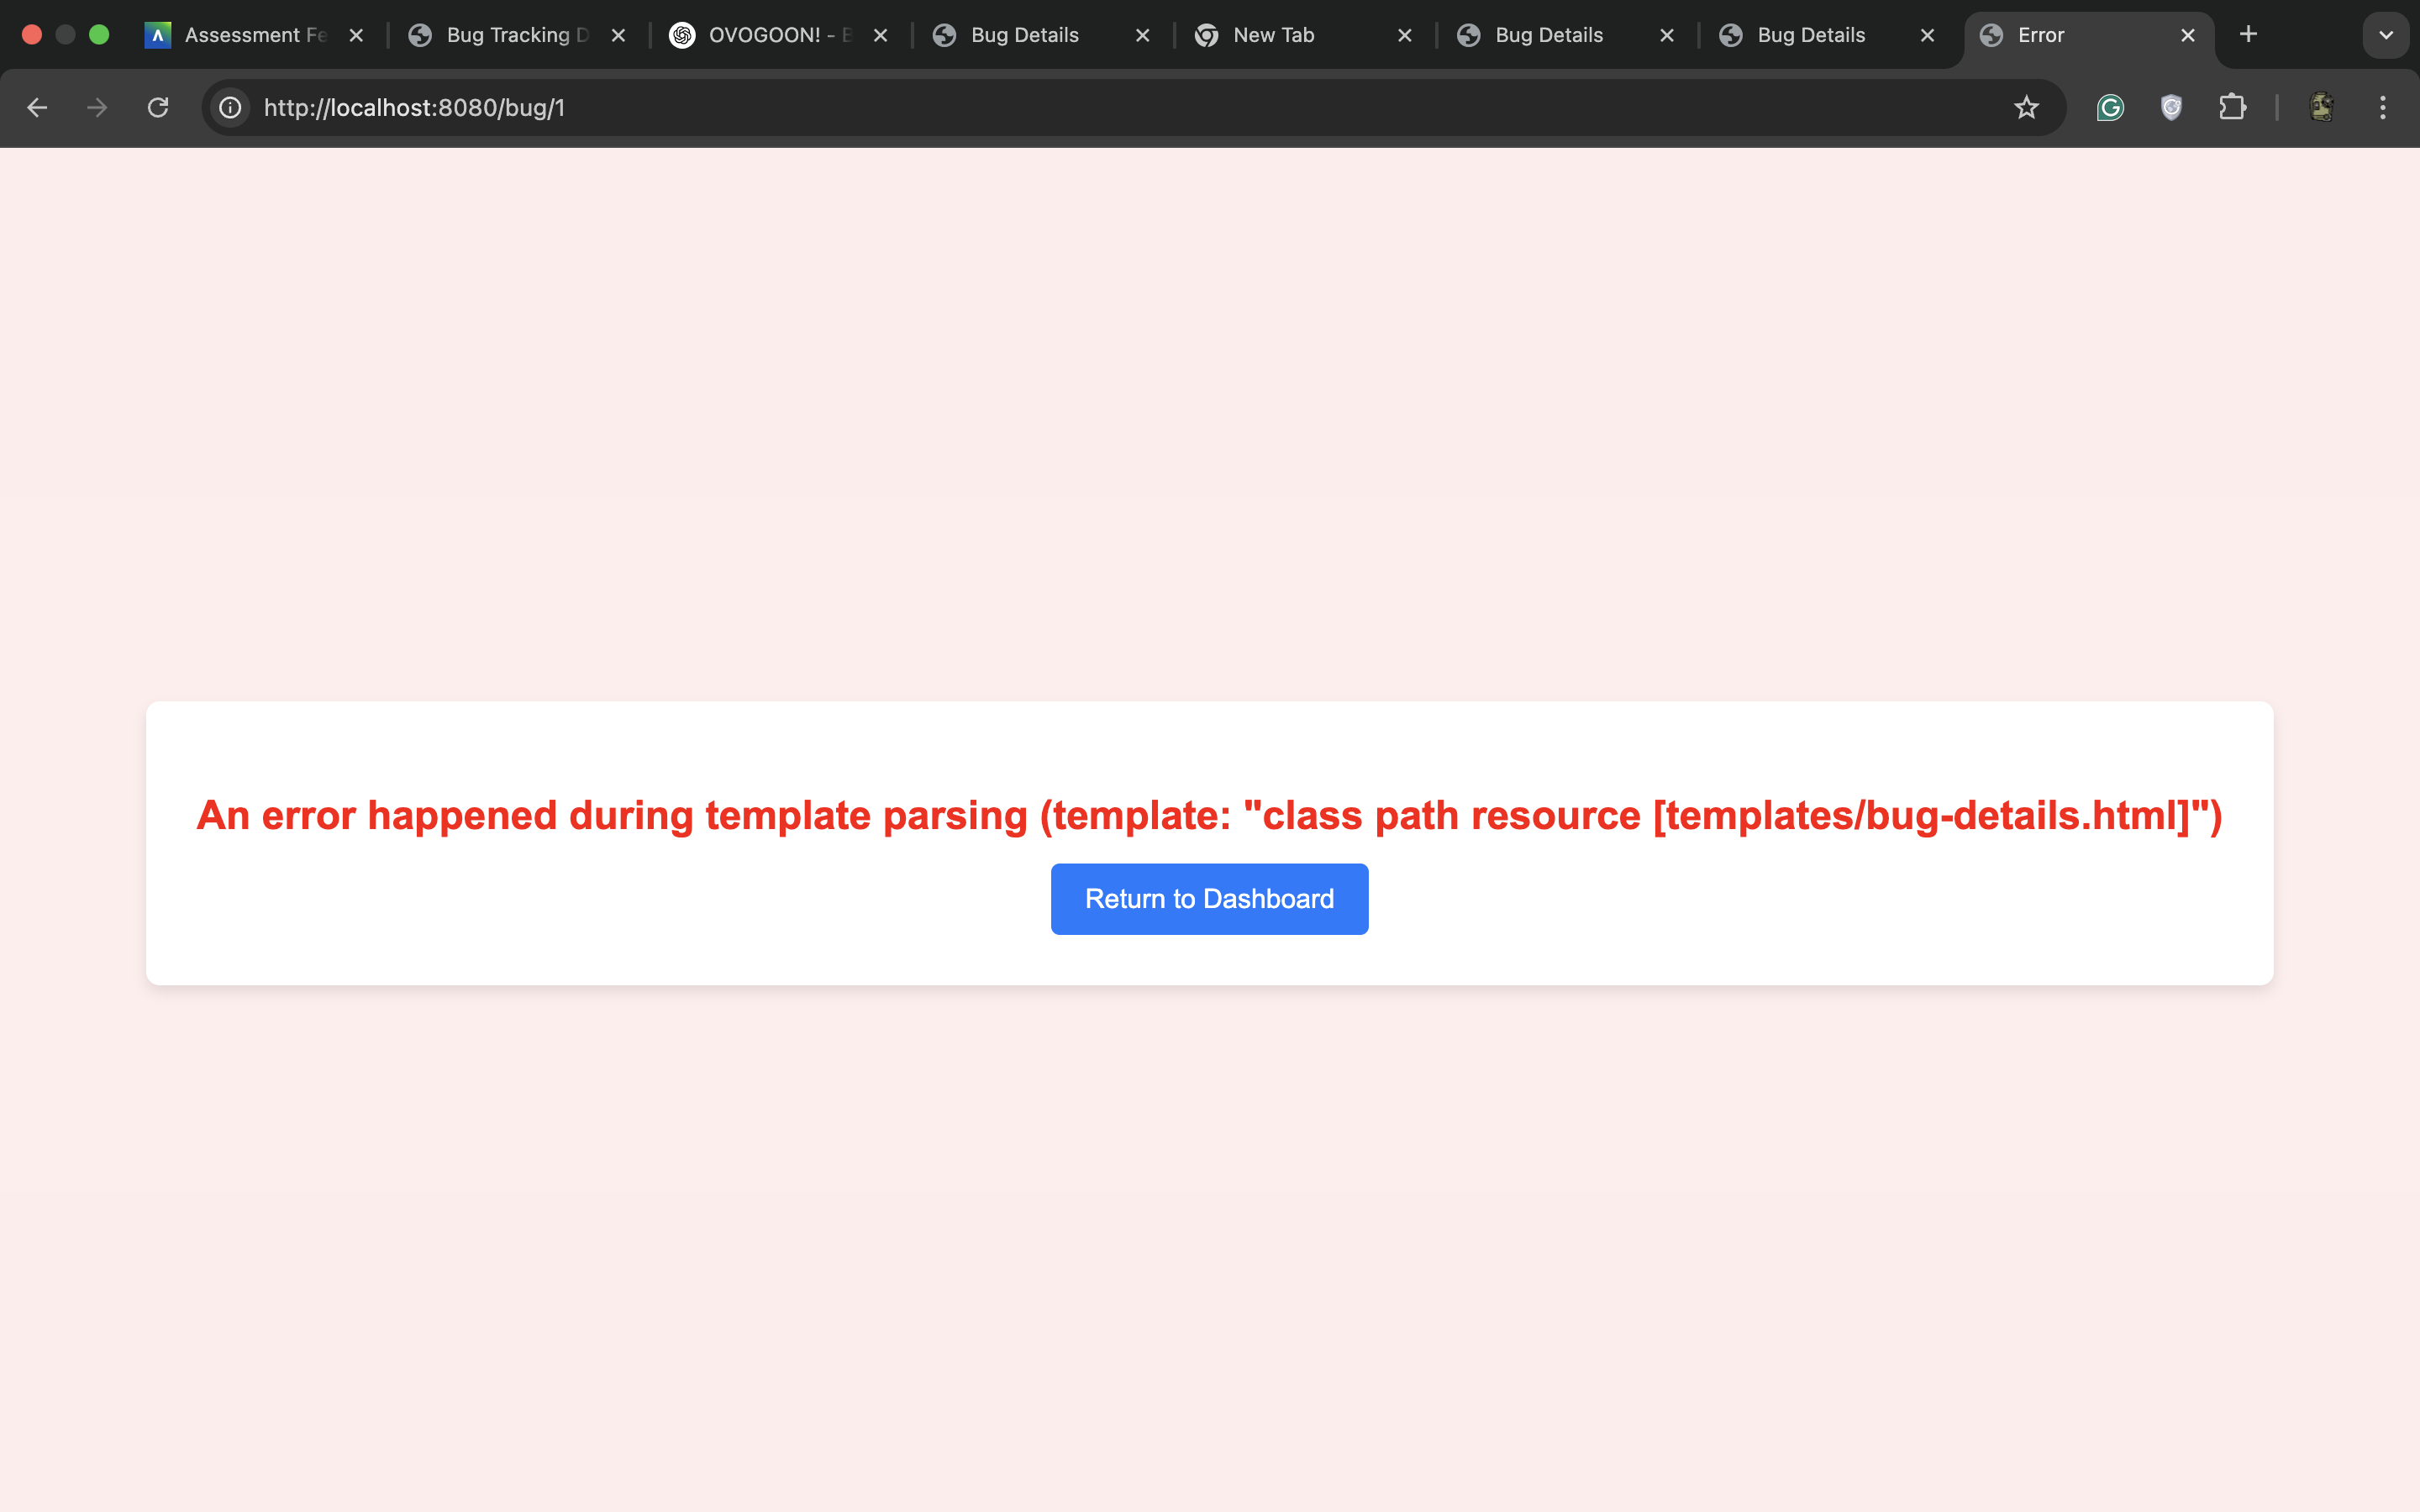 Assessment Fe
Bug Tracking D
OVOGOON! - B
Bug Details
New Tab
Bug Details
Bug Details
Error
http://localhost:8080/bug/1
An error happened during template parsing (template: "class path resource [templates/bug-details.html]")
Return to Dashboard